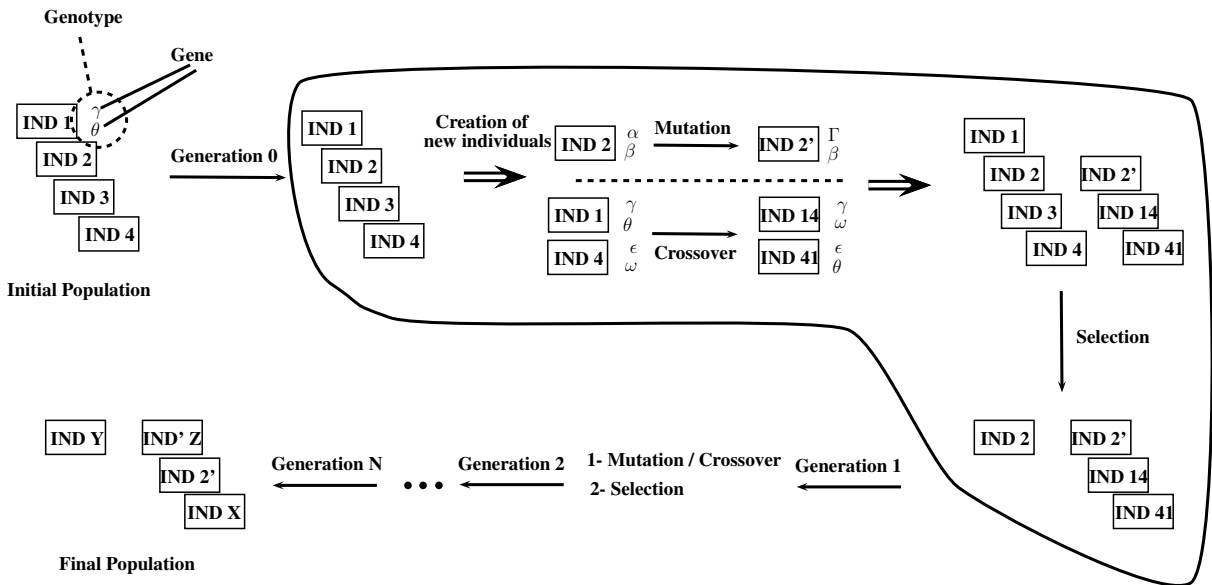 Genotype
Gene
IND 1
γ
θ
IND 2
IND 3
IND 4
Initial Population
Generation 0
IND 1
IND 2
IND 3
IND 4
Creation of
new individuals
IND 2
α
β
Mutation
IND 2'
Γ
β
IND 1
γ
θ
IND 4
ϵ
ω
Crossover
IND 14
γ
ω
IND 41
ϵ
θ
IND 1
IND 2
IND 3
IND 4
IND 2'
IND 14
IND 41
Selection
IND 2
IND 2'
IND 14
IND 41
Generation 1
1- Mutation / Crossover
2- Selection
Generation 2
Generation N
IND Y
IND' Z
IND 2'
IND X
Final Population